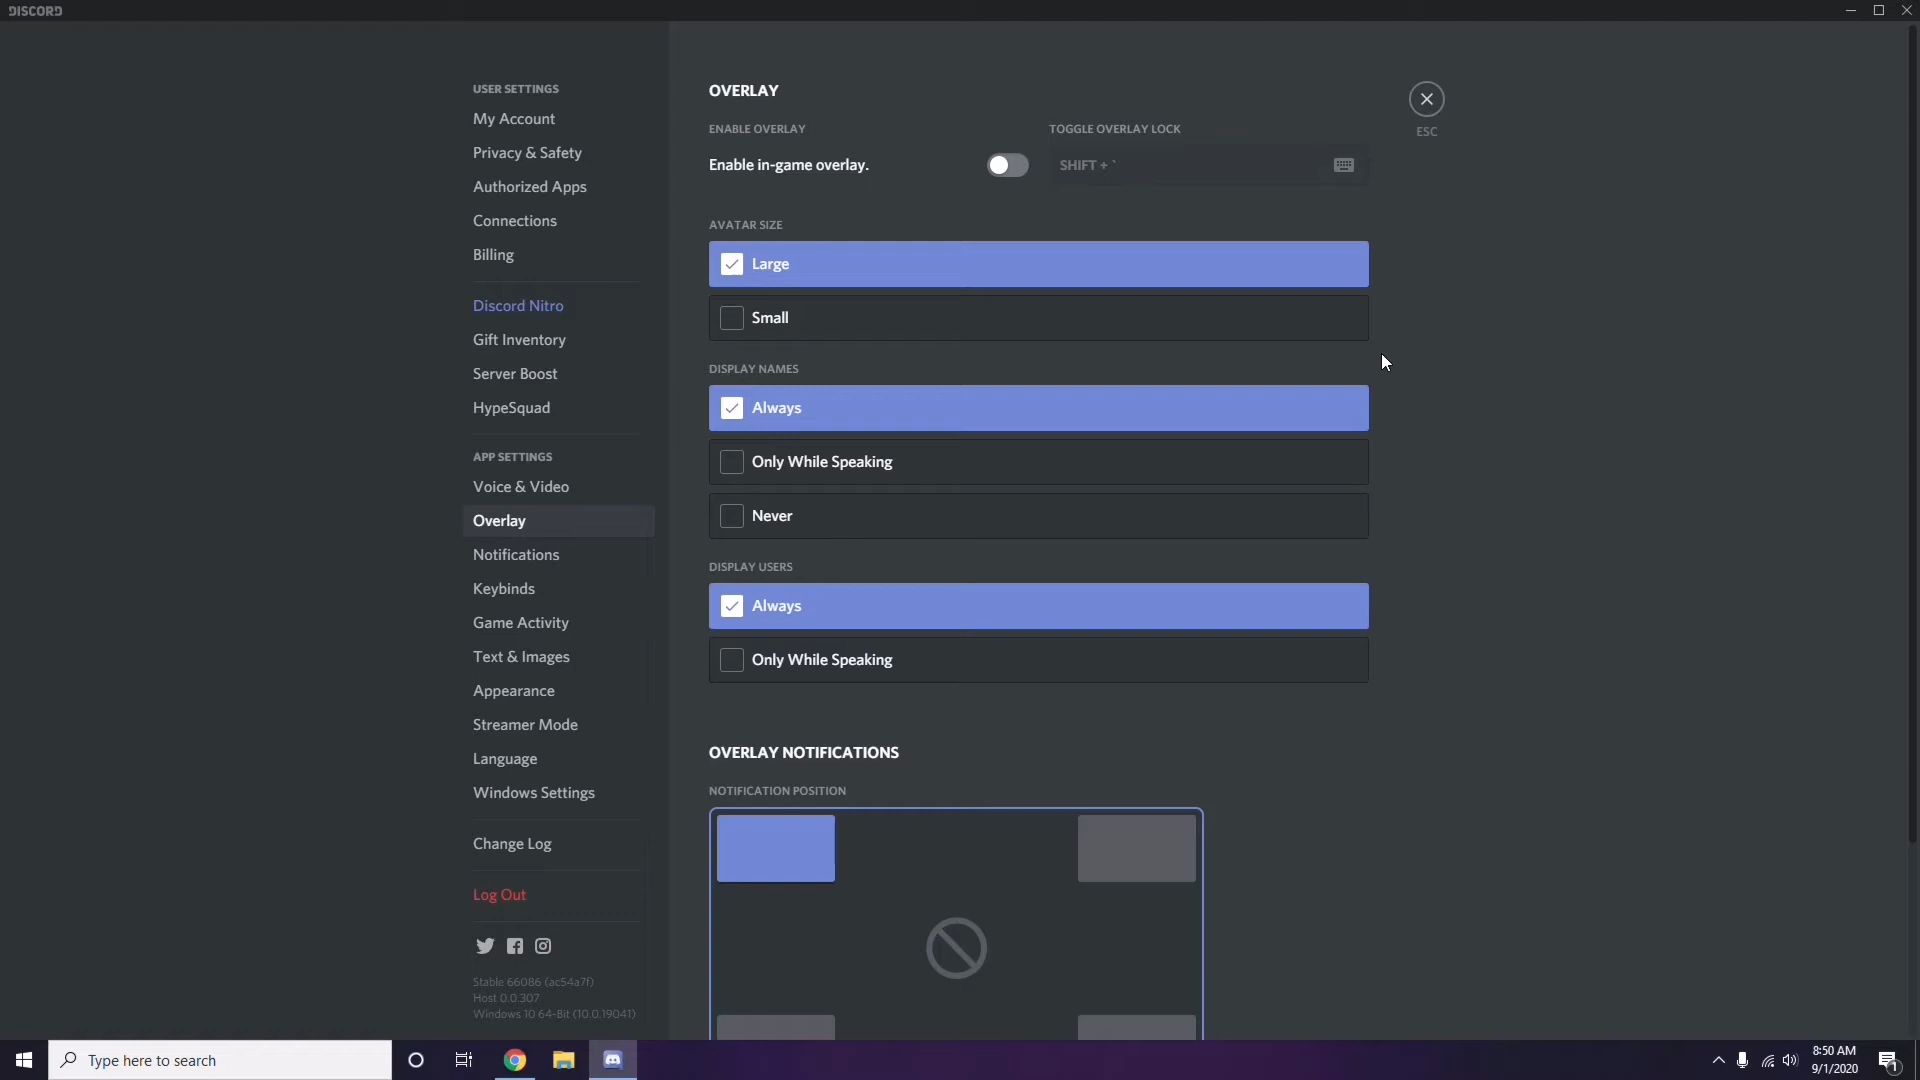 DISCORD
USER SETTINGS
My Account
Privacy & Safety
Authorized Apps
Connections
Billing
Discord Nitro
Gift Inventory
Server Boost
HypeSquad
APP SETTINGS
Voice & Video
Overlay
Notifications
Keybinds
Game Activity
Text & Images
Appearance
Streamer Mode
Language
Windows Settings
Change Log
Log Out
Stable 66086 (ac54a7f)
Host 0.0.307
Windows 10 64-Bit (10.0.19041)
OVERLAY
ENABLE OVERLAY
Enable in-game overlay.
TOGGLE OVERLAY LOCK
SHIFT + `
ESC
AVATAR SIZE
Large
Small
DISPLAY NAMES
Always
Only While Speaking
Never
DISPLAY USERS
Always
Only While Speaking
OVERLAY NOTIFICATIONS
NOTIFICATION POSITION
Type here to search
8:50 AM
9/1/2020
1